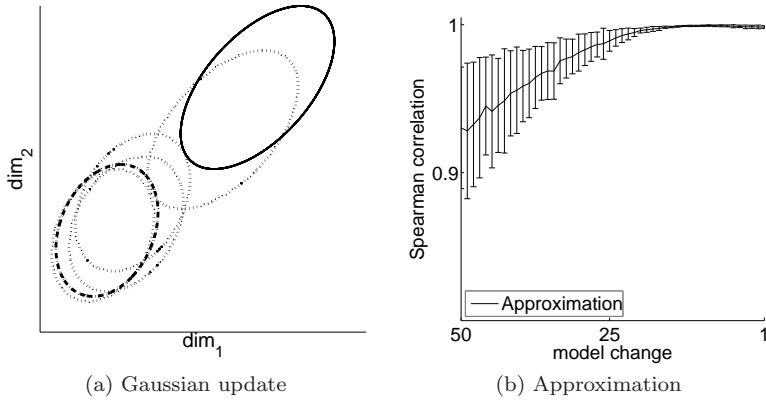 dim2
dim1
(a) Gaussian update
1
0.9
Spearman correlation
Approximation
50
25
1
model change
(b) Approximation